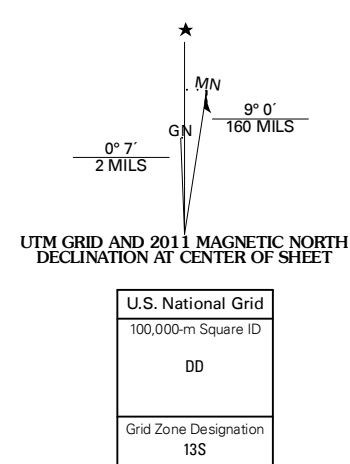 MN
9° 0´
160 MILS
GN
0° 7´
2 MILS
UTM GRID AND 2011 MAGNETIC NORTH
DECLINATION AT CENTER OF SHEET
U.S. National Grid
100,000-m Square ID
DD
Grid Zone Designation
13S